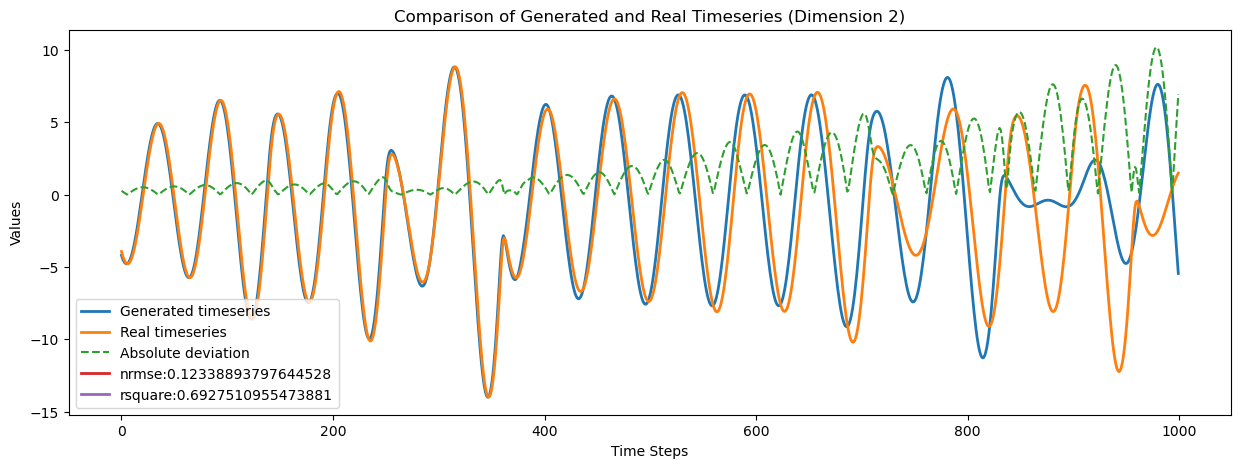 Comparison of Generated and Real Timeseries (Dimension 2)
Values
10
5
0
−5
−10
−15
Generated timeseries
Real timeseries
Absolute deviation
nrmse:0.12338893797644528
rsquare:0.6927510955473881
0 200 400 600 800 1000
Time Steps